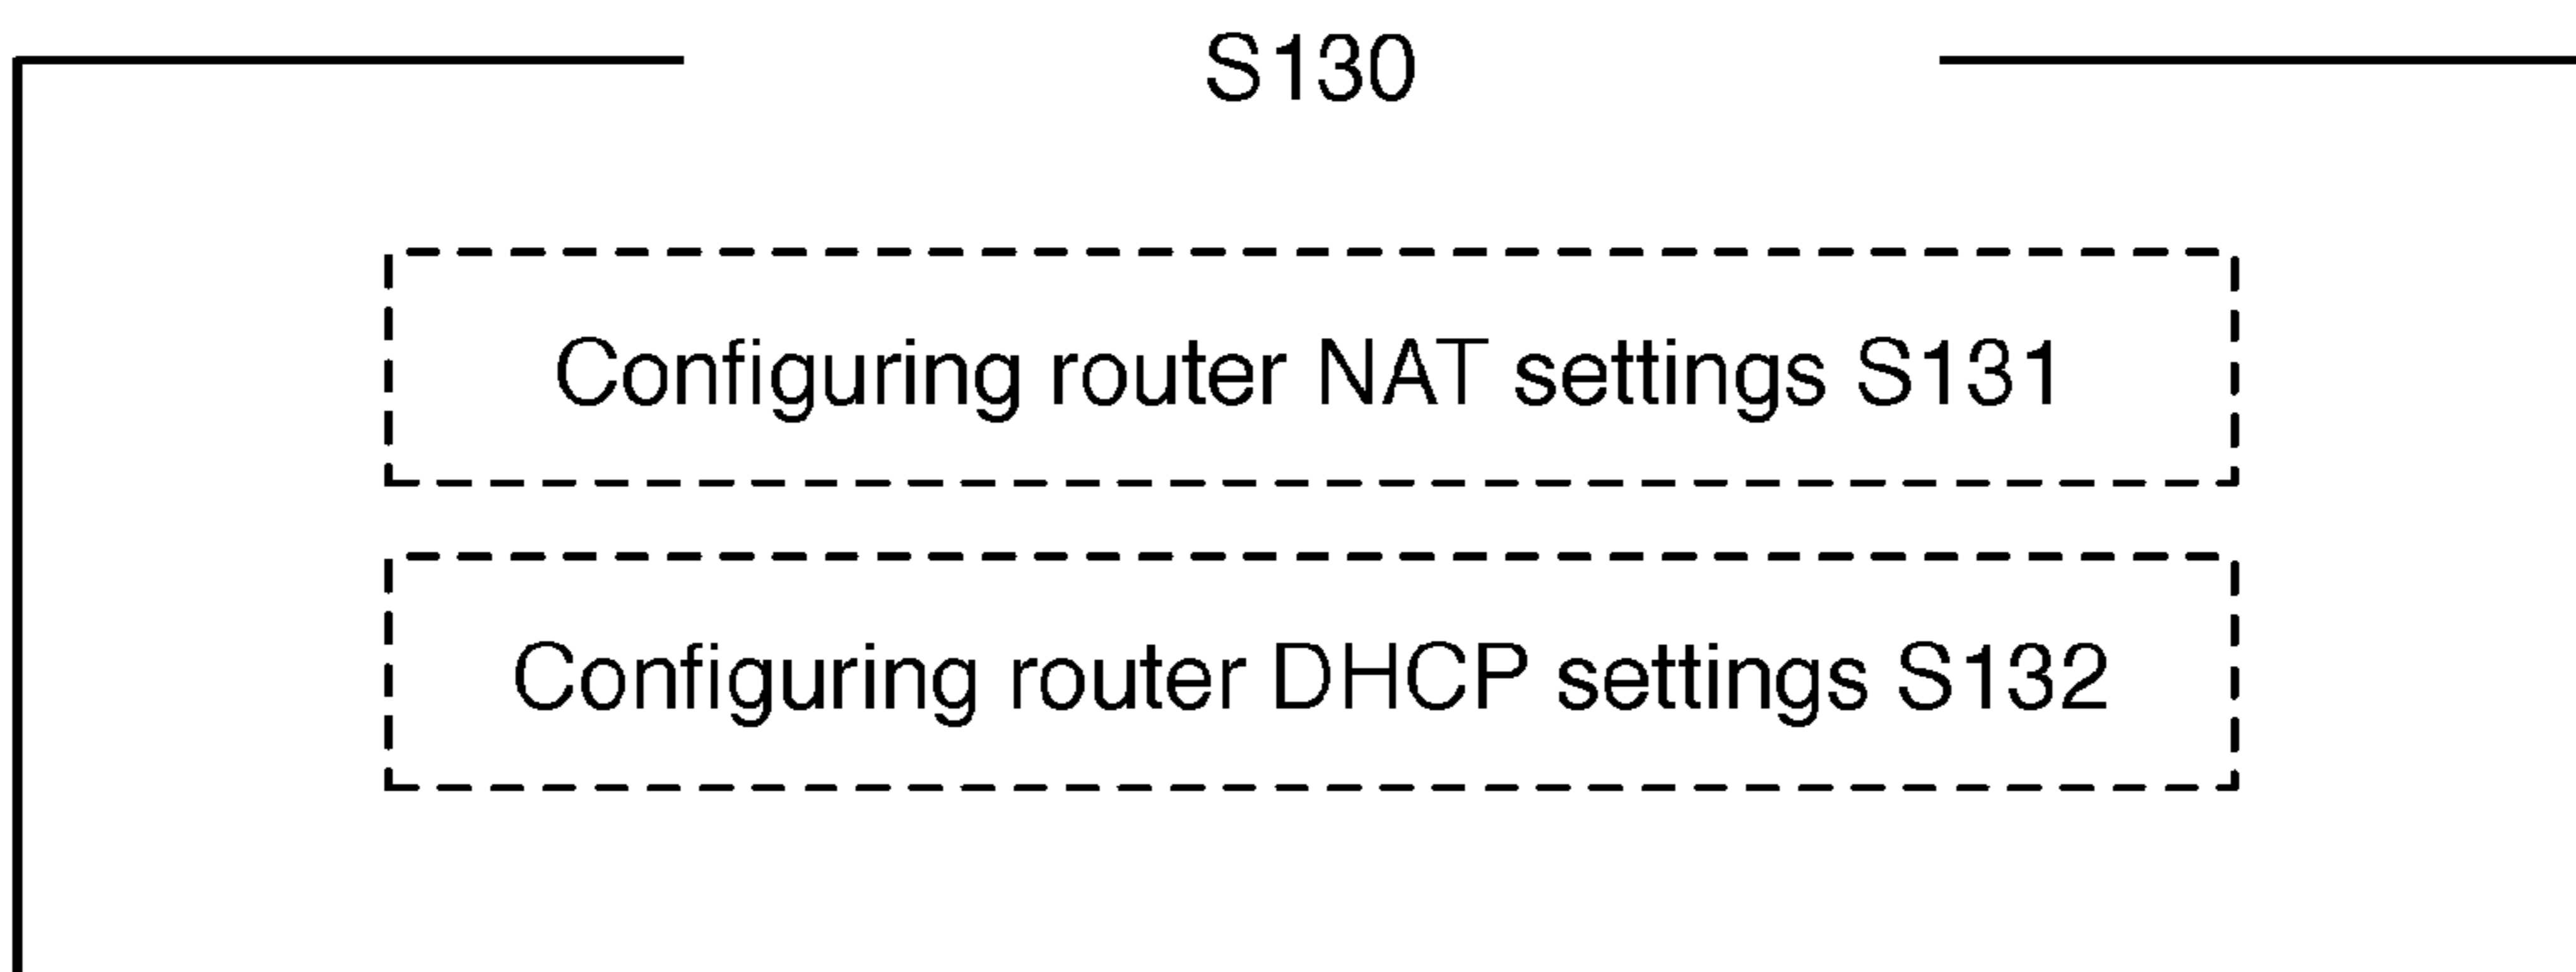 S130
Configuring router NAT settings S131
Configuring router DHCP settings S132